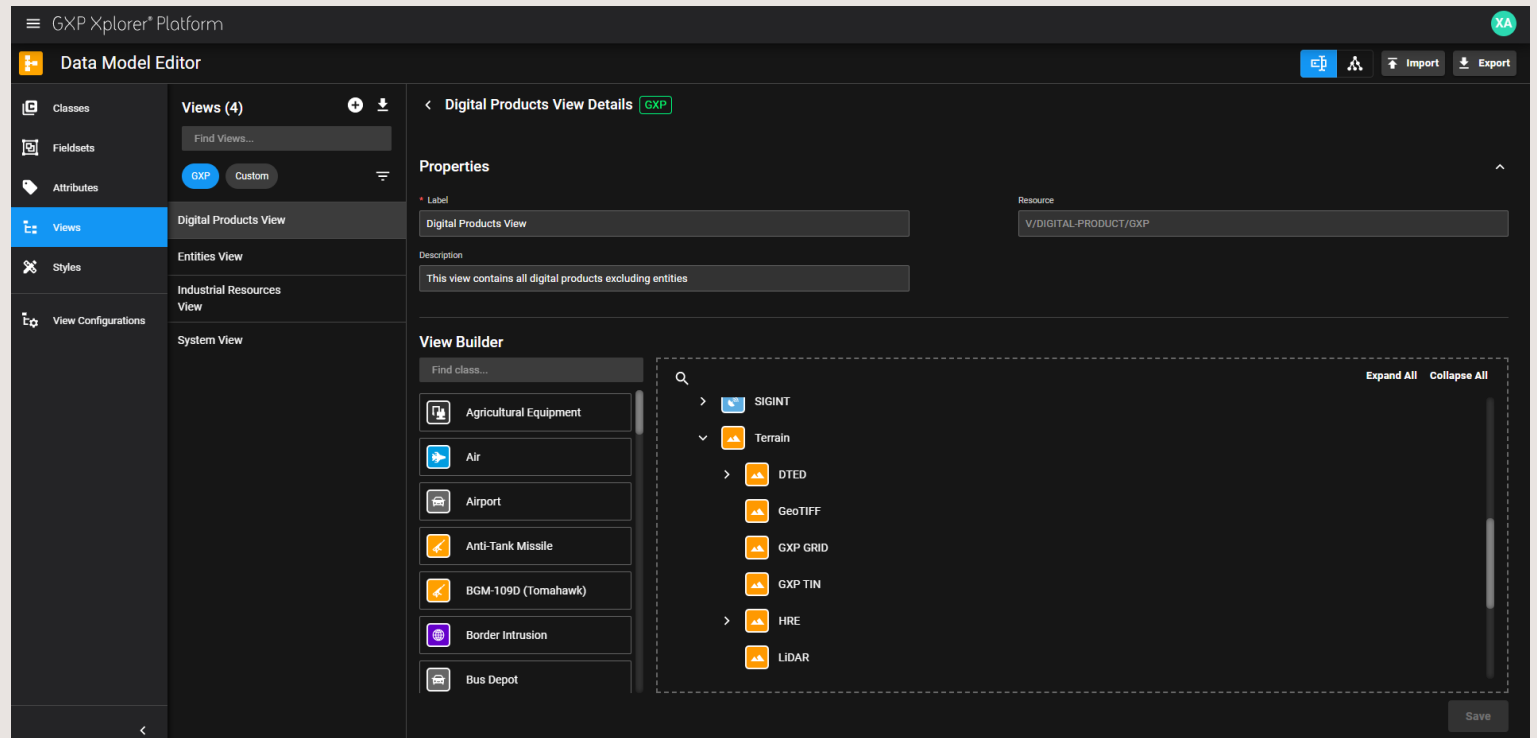 GXP Xplorer® Platform
XA
Data Model Editor
Import
Export
Classes
Fieldsets
Attributes
Views
Styles
View Configurations
Views (4)
Find Views...
GXP
Custom
Digital Products View
Entities View
Industrial Resources
View
System View
Digital Products View Details GXP
Properties
* Label
Digital Products View
Resource
V/DIGITAL-PRODUCT/GXP
Description
This view contains all digital products excluding entities
View Builder
Find class...
Agricultural Equipment
Air
Airport
Anti-Tank Missile
BGM-109D (Tomahawk)
Border Intrusion
Bus Depot
Expand All Collapse All
SIGINT
Terrain
DTED
GeoTIFF
GXP GRID
GXP TIN
HRE
LiDAR
Save